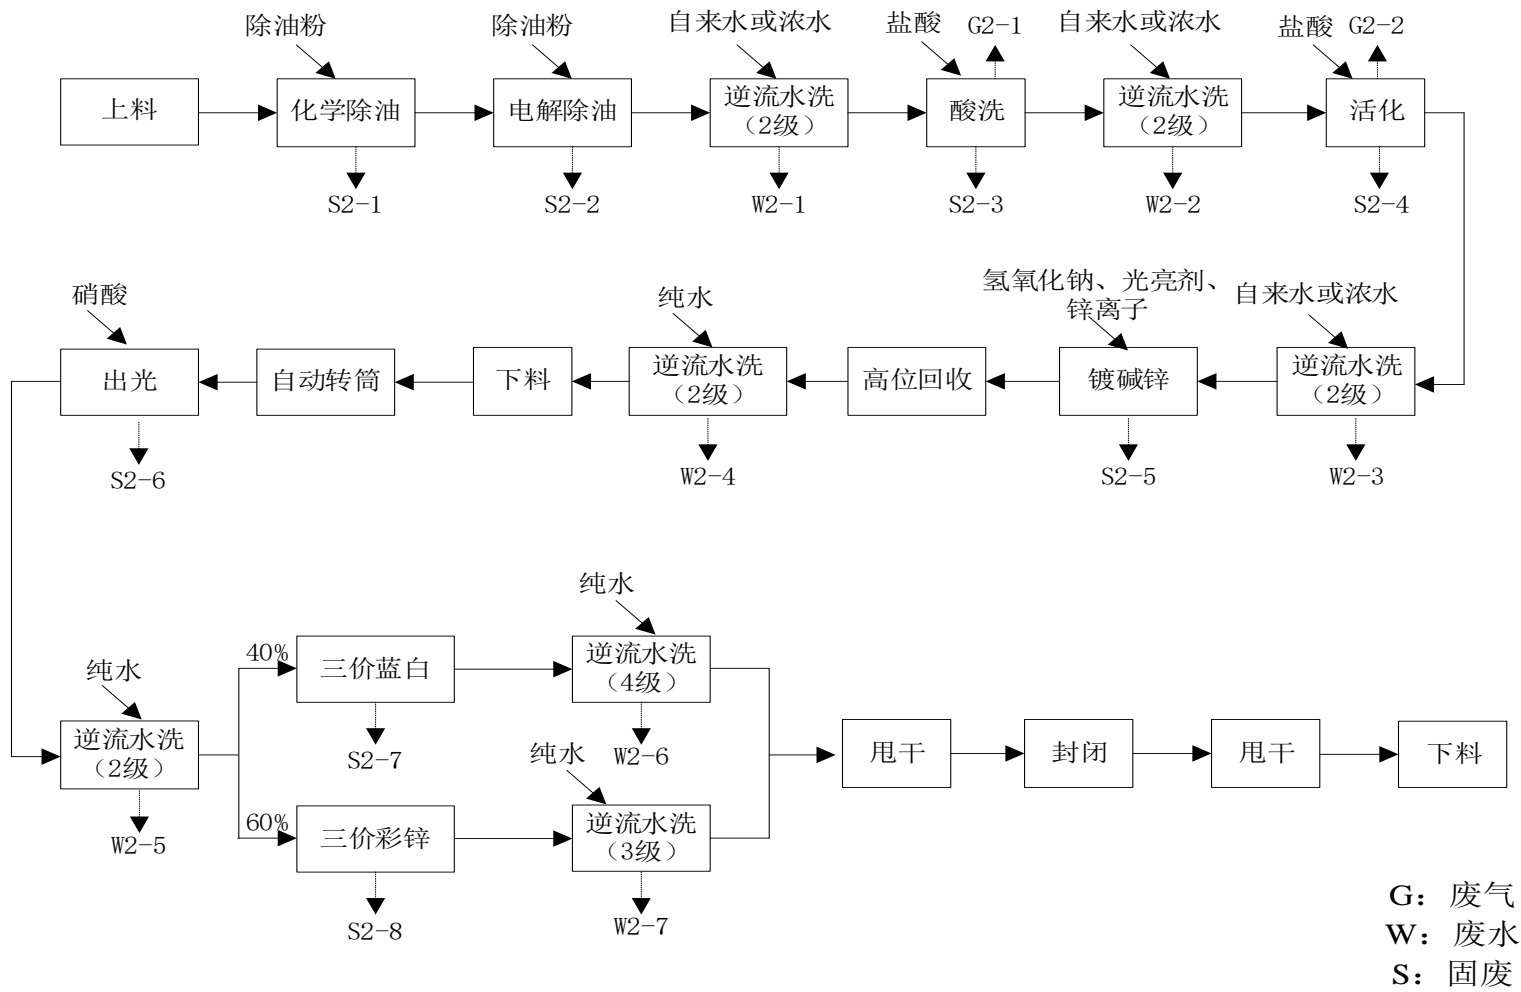 除油粉
除油粉
自来水或浓水
盐酸
G2-1
自来水或浓水
盐酸
G2-2
上料
化学除油
电解除油
逆流水洗
（2级）
酸洗
逆流水洗
（2级）
活化
S2-1
S2-2
W2-1
S2-3
W2-2
S2-4
硝酸
纯水
氢氧化钠、光亮剂、
锌离子
自来水或浓水
出光
自动转筒
下料
逆流水洗
（2级）
高位回收
镀碱锌
逆流水洗
（2级）
S2-6
W2-4
S2-5
W2-3
纯水
40%
三价蓝白
逆流水洗
（4级）
纯水
逆流水洗
（2级）
S2-7
W2-6
纯水
甩干
封闭
甩干
下料
W2-5
60%
三价彩锌
逆流水洗
（3级）
S2-8
W2-7
G：废气
W：废水
S：固废